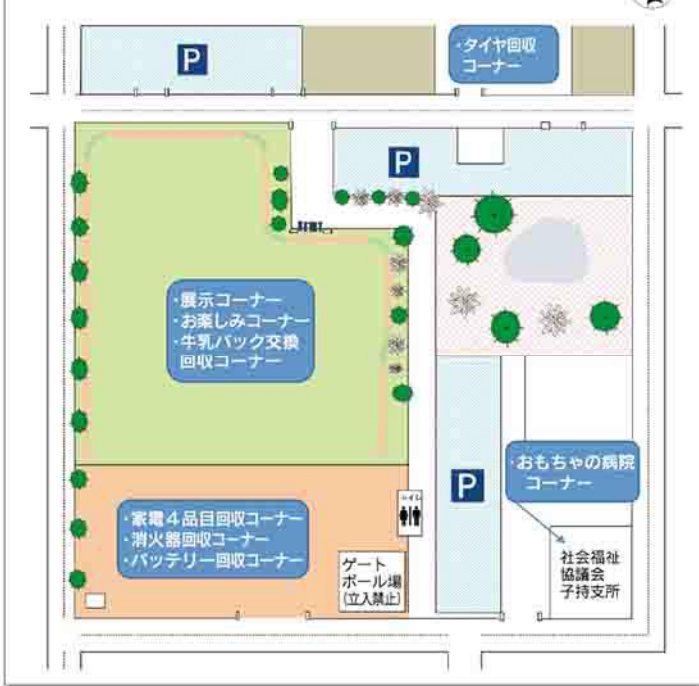 P
・タイヤ回収
コーナー
P
・展示コーナー
・お楽しみコーナー
・牛乳パック交換
回収コーナー
・おもちゃの病院
コーナー
P
トイレ
・家電4品目回収コーナー
・消火器回収コーナー
・バッテリー回収コーナー
ゲート
ボール場
(立入禁止)
社会福祉
協議会
子持支所